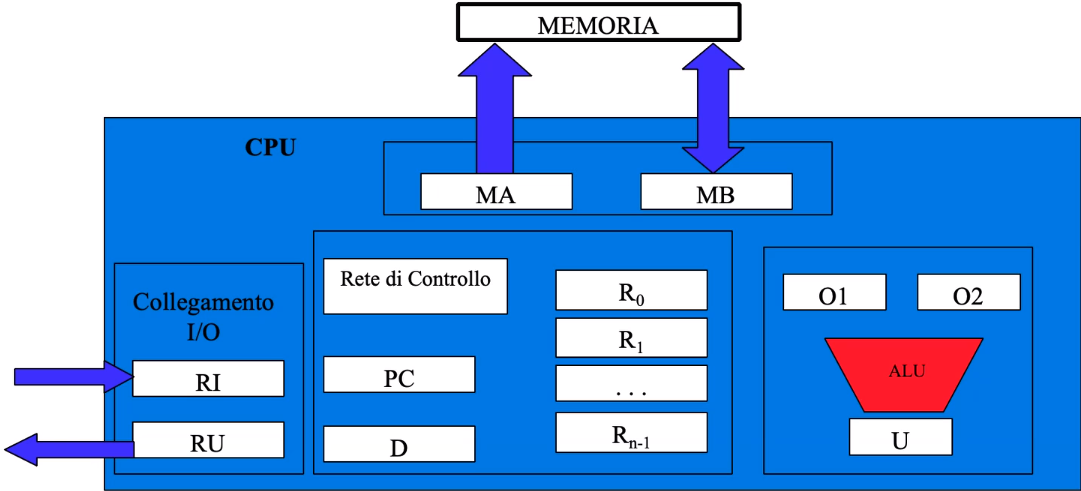 MEMORIA
CPU
MA
MB
Collegamento
I/O
RI
RU
Rete di Controllo
PC
D
R0
R1
. . .
Rn-1
O1
O2
ALU
U